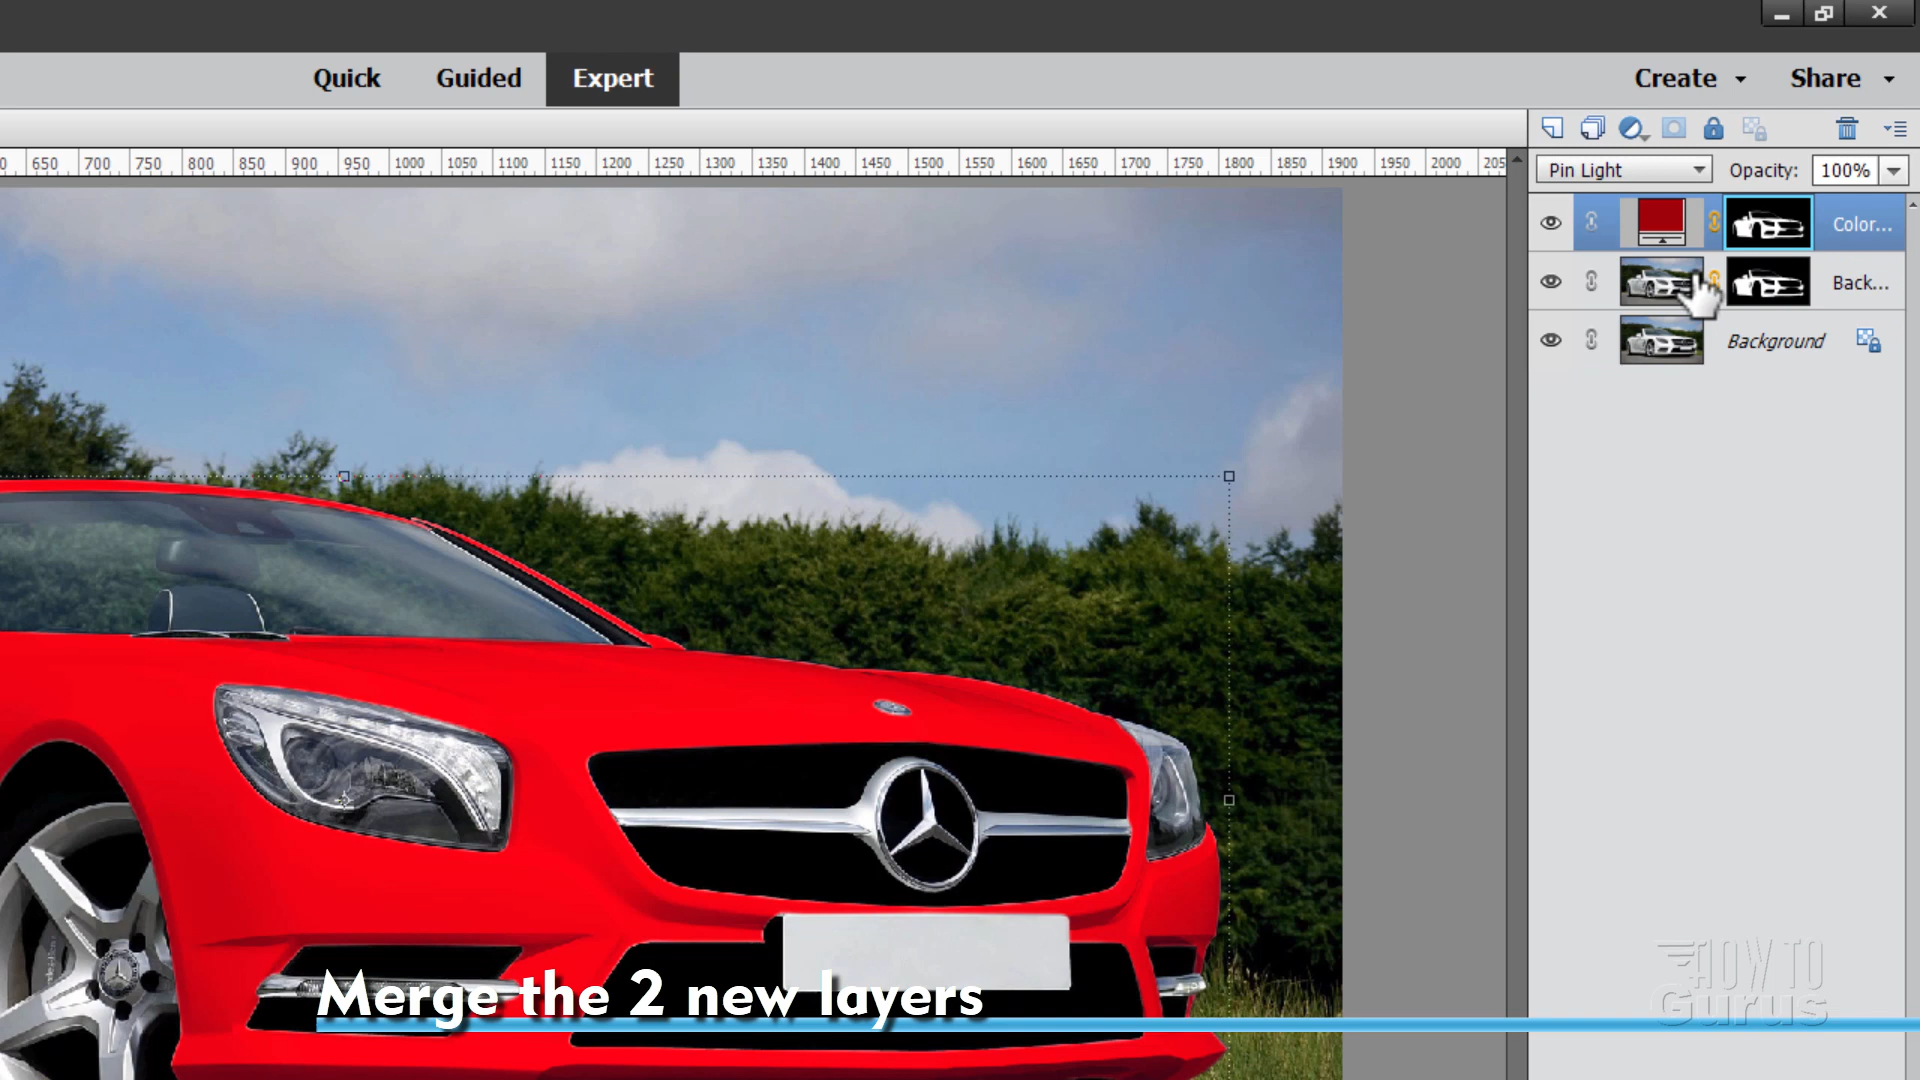 Quick Guided Expert Create Share
0 650 700 750 800 850 900 950 1000 1050 1100 1150 1200 1250 1300 1350 1400 1450 1500 1550 1600 1650 1700 1750 1800 1850 1900 1950 2000 205
Pin Light Opacity: 100%
Color...
Back...
Background
Merge the 2 new layers
HOW TO
Gurus